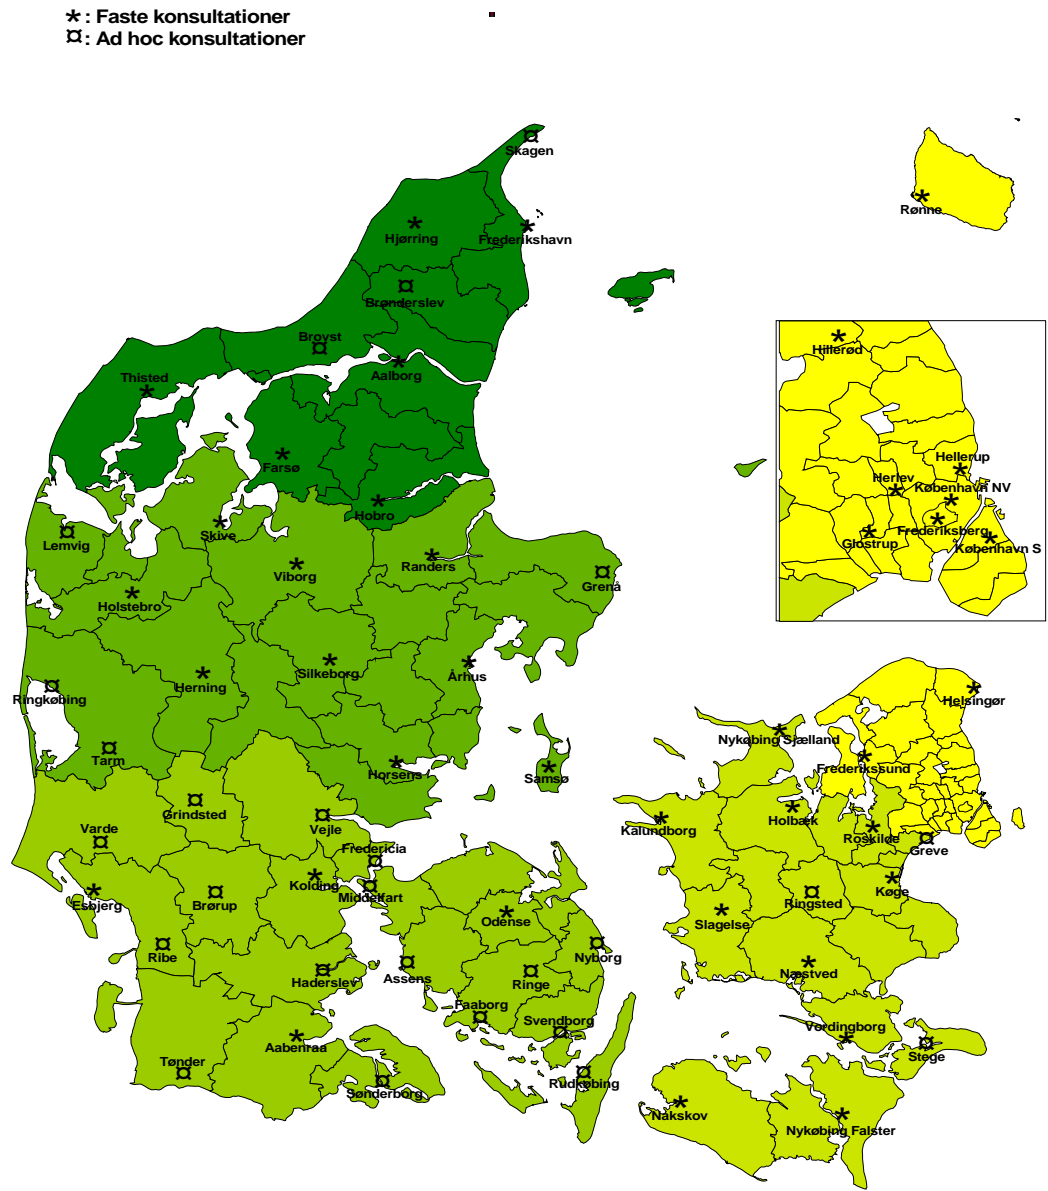 * : Faste konsultationer
¤ : Ad hoc konsultationer
Skagen
Rønne
Hjørring
Frederikshavn
Brønderslev
Brovst
Hillerød
Aalborg
Thisted
Hellerup
Farsø
Herlev
København NV
Hobro
Skive
Frederiksberg
Lemvig
Glostrup
København S
Randers
Viborg
Grenå
Holstebro
Silkeborg
Århus
Herning
Ringkøbing
Helsingør
Nykøbing Sjælland
Tarm
Frederikssund
Horsens
Samsø
Grindsted
Holbæk
Vejle
Varde
Kalundborg
Roskilde
Fredericia
Greve
Kolding
Middelfart
Køge
Esbjerg
Brørup
Ringsted
Odense
Slagelse
Ribe
Nyborg
Næstved
Haderslev
Assens
Ringe
Faaborg
Svendborg
Vordingborg
Aabenraa
Stege
Tønder
Rudkøbing
Sønderborg
Nakskov
Nykøbing Falster